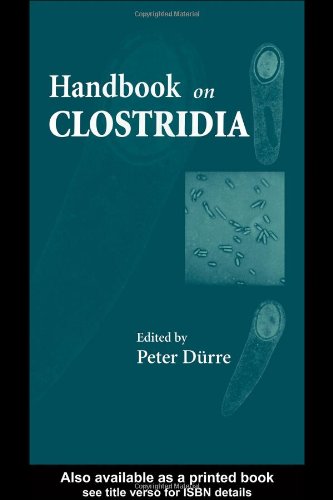 Handbook on
CLOSTRIDIA
Edited by
Peter Dürre
Also available as a printed book
see title verso for ISBN details